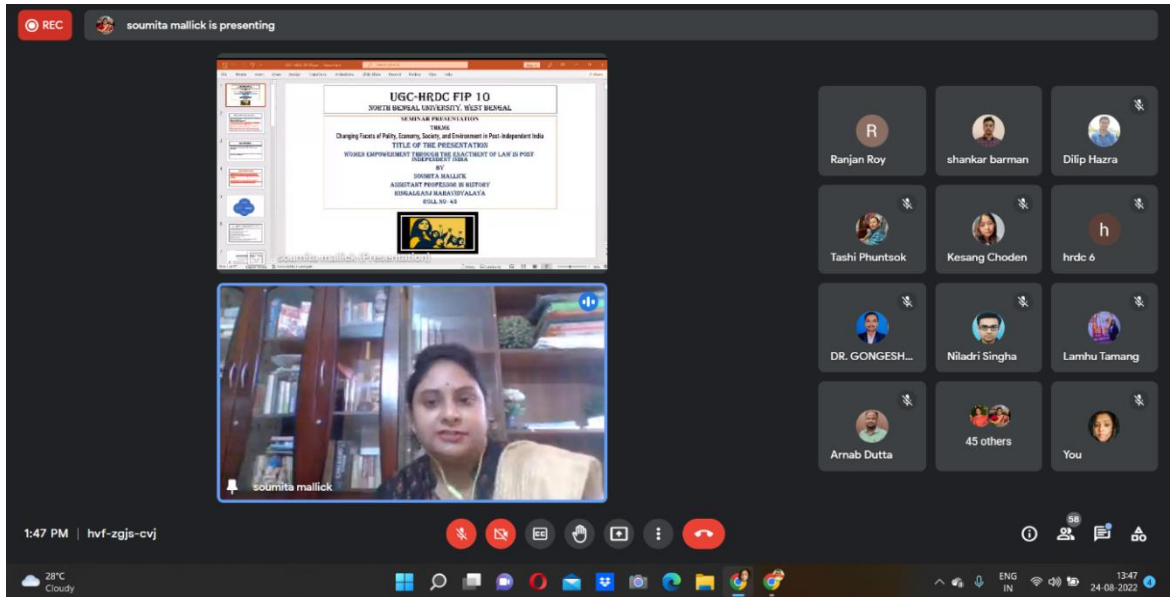 REC
soumita mallick is presenting
UGC-HRDC FIP 10
NORTH BENGAL UNIVERSITY, WEST BENGAL
SEMINAR PRESENTATION
THEME
Changing Facets of Polity, Economy, Society, and Environment in Post-Independent India
TITLE OF THE PRESENTATION
WOMEN EMPOWERMENT THROUGH THE ENACTMENT OF LAW IN POST
INDEPENDENT INDIA
BY
SOUMITA MALLICK
ASSISTANT PROFESSOR IN HISTORY
HINGALGANJ MAHAVIDYALAYA
ROLL NO- 45
soumita mallick (Presentation)
soumita mallick
R
Ranjan Roy
shankar barman
Dilip Hazra
Tashi Phuntsok
Kesang Choden
h
hrdc 6
DR. GONGESH...
Niladri Singha
Lamhu Tamang
Arnab Dutta
45 others
You
1:47 PM | hvf-zgjs-cvj
CC
58
28°C
Cloudy
ENG
IN
13:47
24-08-2022
4